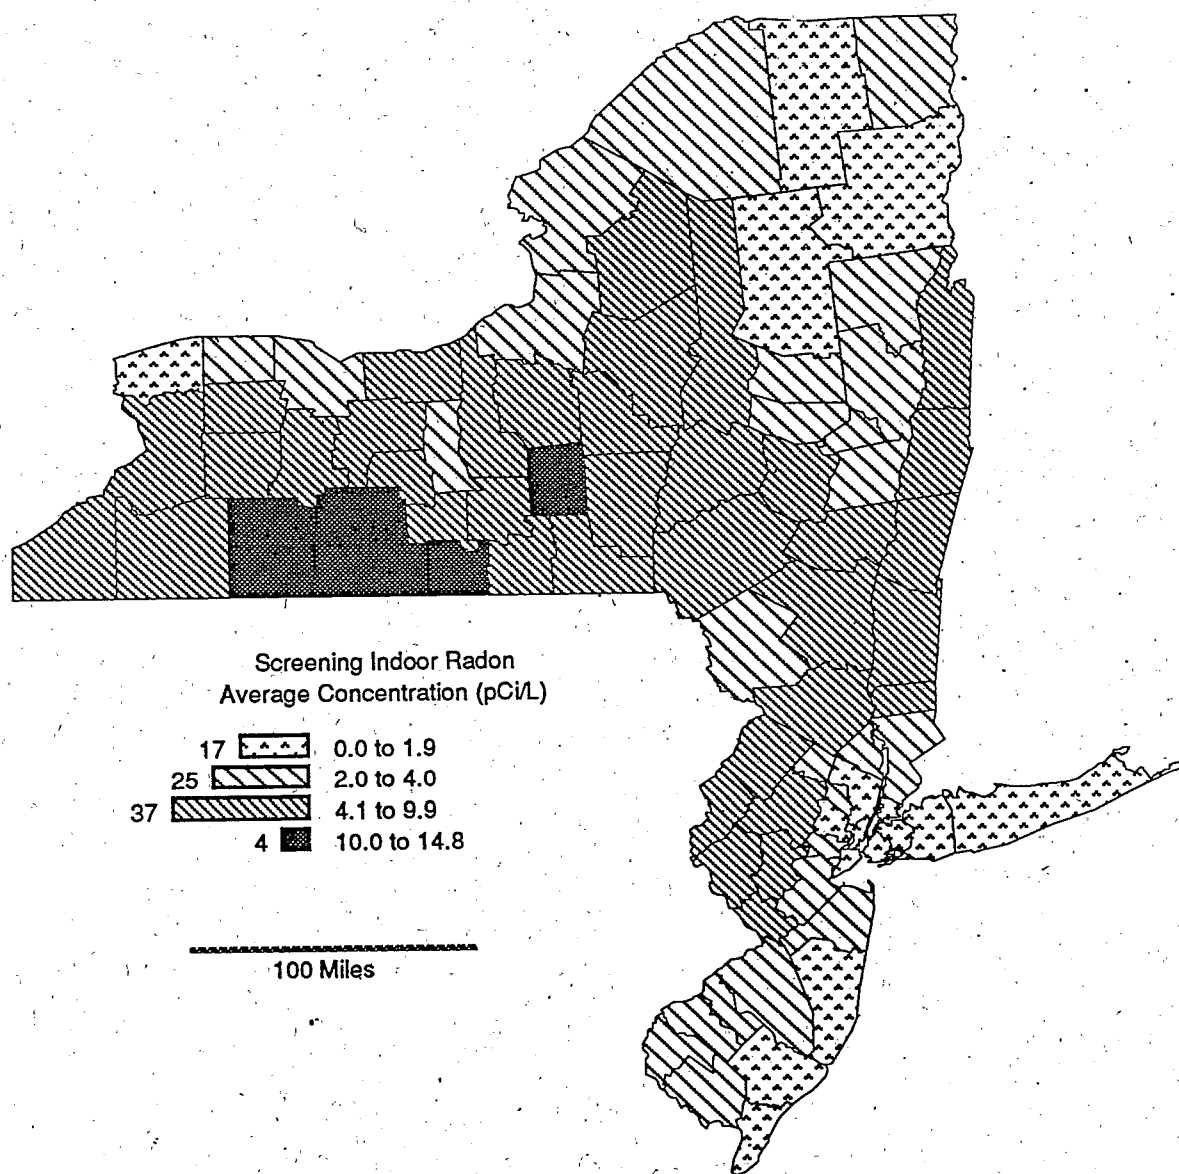 Screening Indoor Radon
Average Concentration (pCi/L)
17 0.0 to 1.9
25 2.0 to 4.0
37 4.1 to 9.9
4 10.0 to 14.8
100 Miles